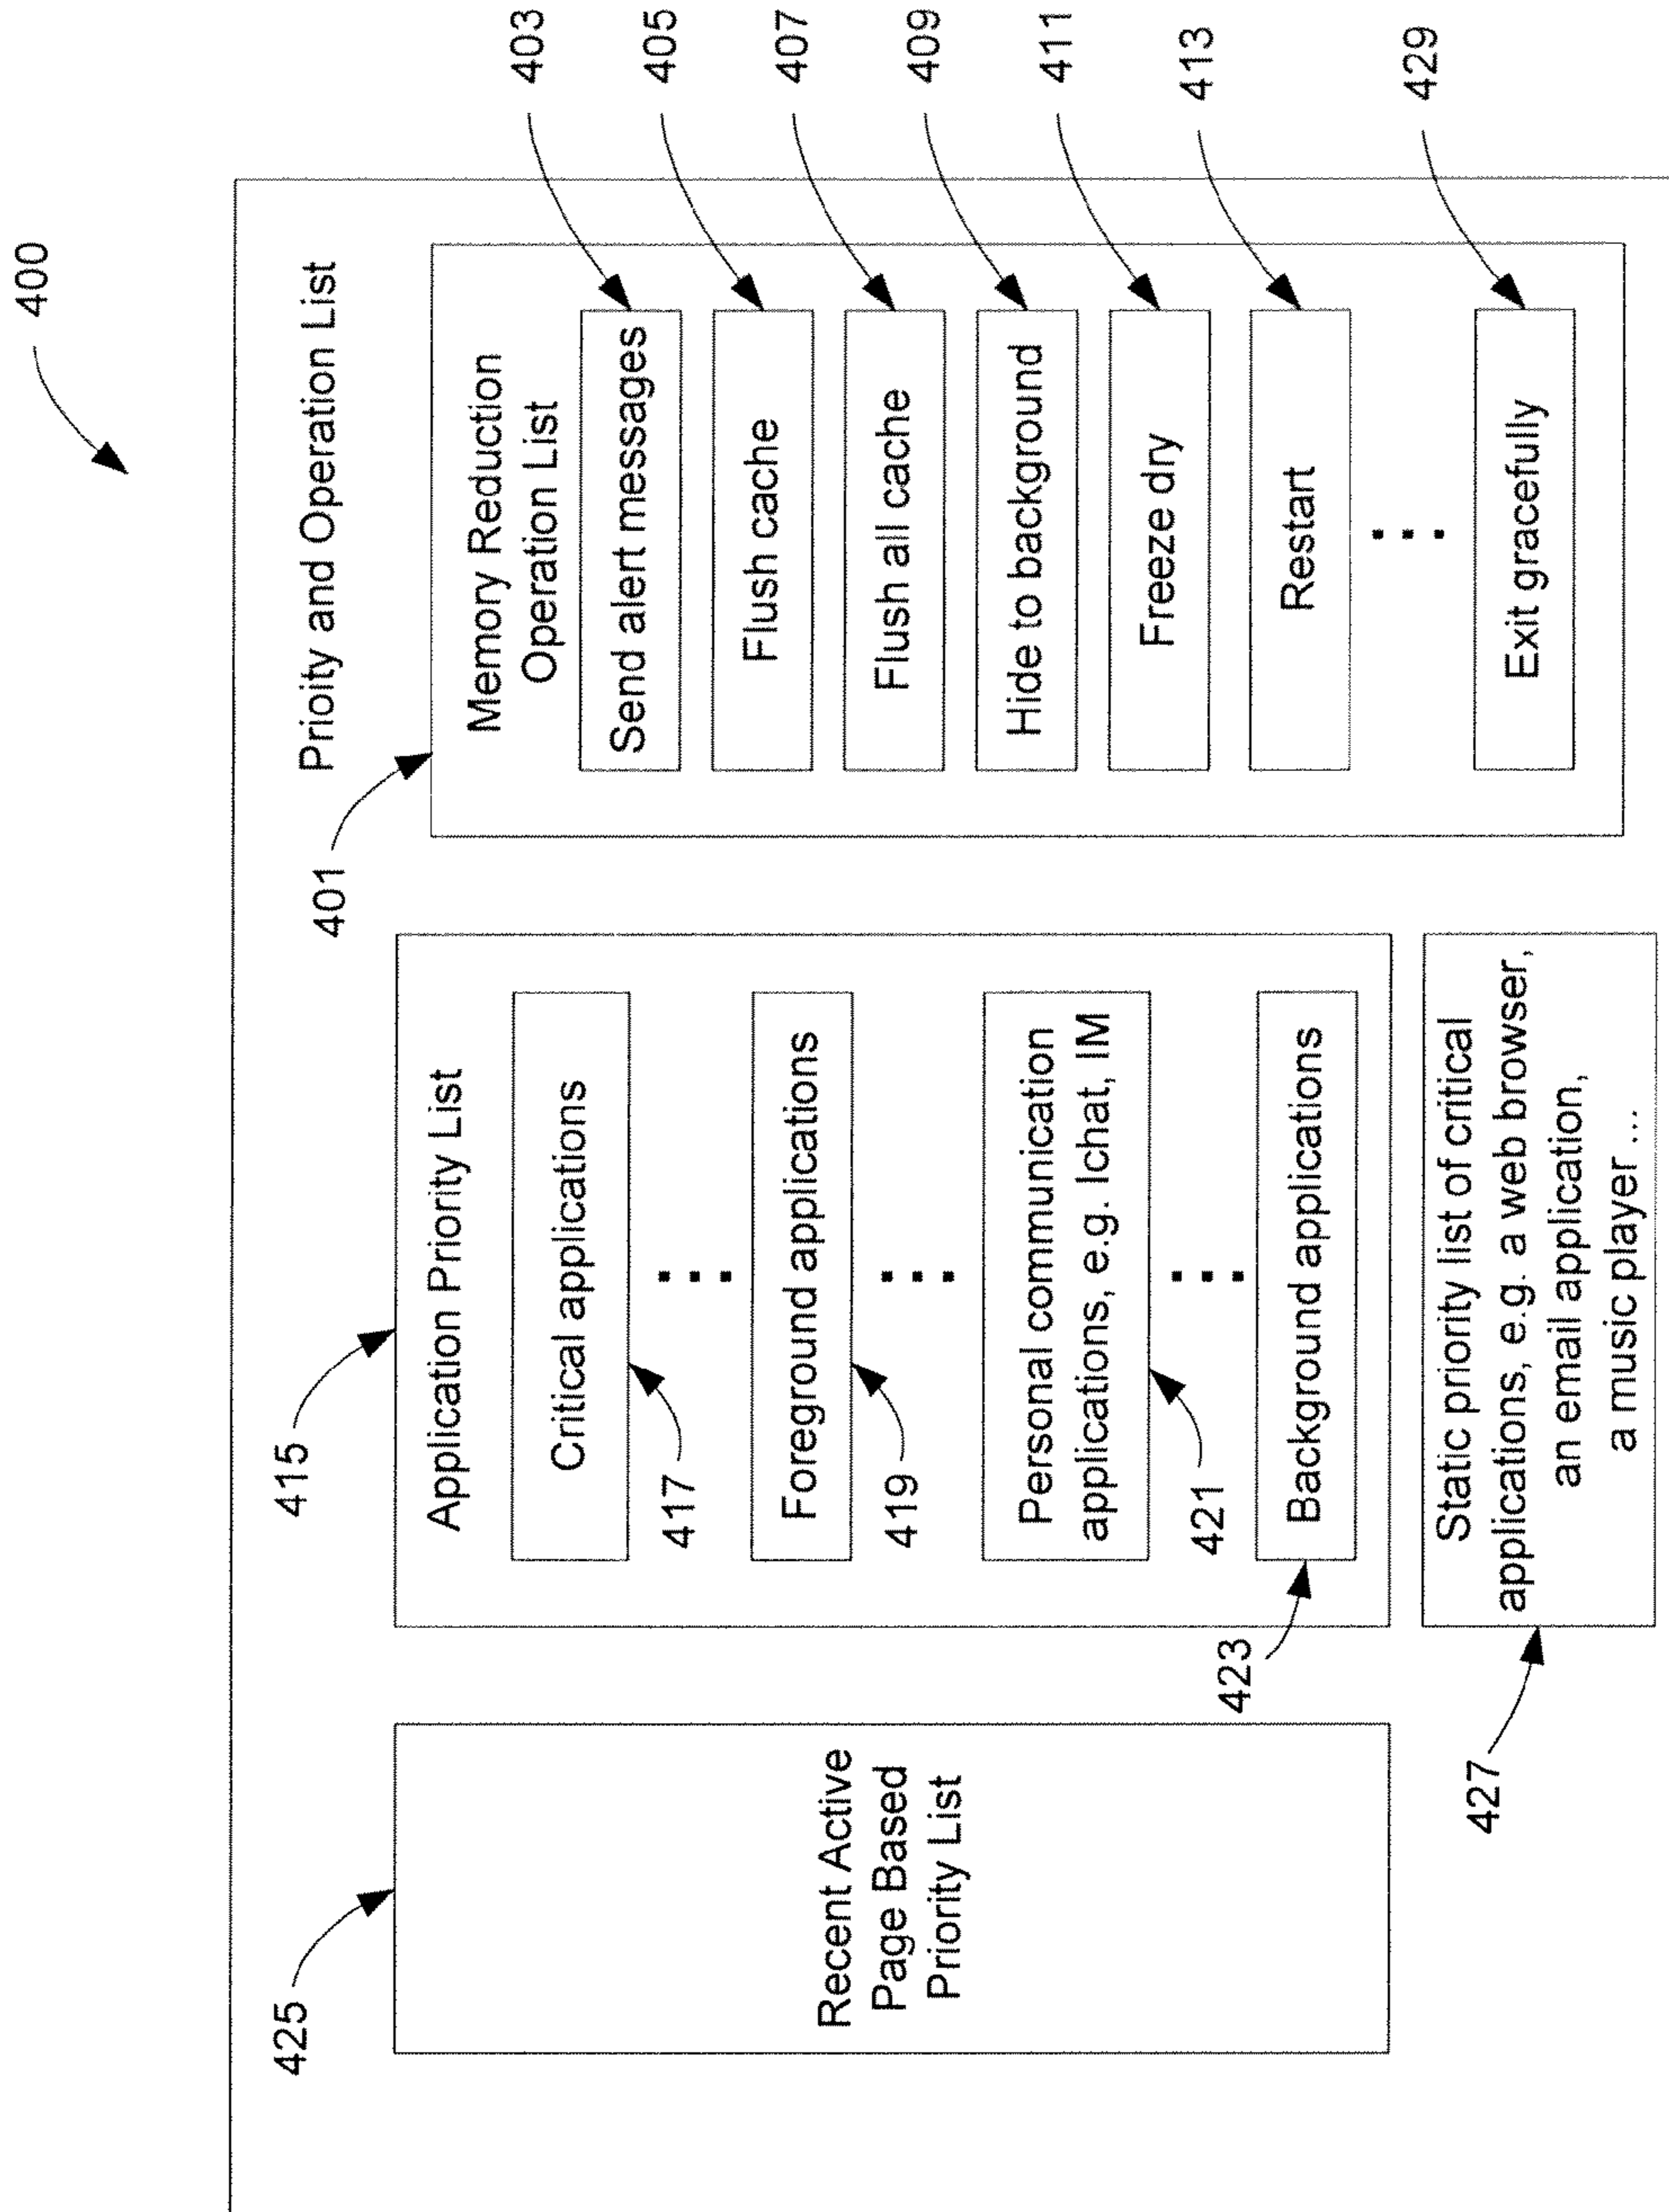 400
Prioity and Operation List
425
Recent Active
Page Based
Priority List
415
Application Priority List
Critical applications
417
Foreground applications
419
Personal communication
applications, e.g. Ichat, IM
421
Background applications
423
Static priority list of critical
applications, e.g. a web browser,
an email application,
a music player ...
427
401
Memory Reduction
Operation List
Send alert messages
403
Flush cache
405
Flush all cache
407
Hide to background
409
Freeze dry
411
Restart
413
Exit gracefully
429